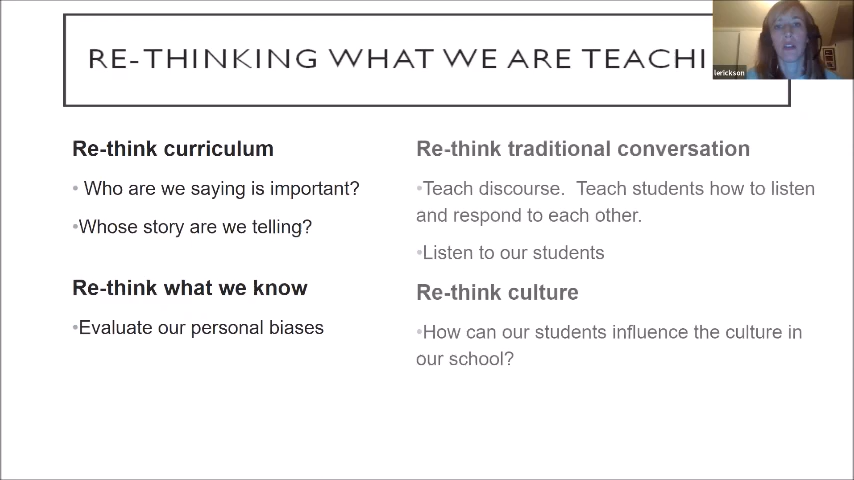 RE-THINKING WHAT WE ARE TEACHI
lerickson
Re-think curriculum
• Who are we saying is important?
•Whose story are we telling?
Re-think what we know
•Evaluate our personal biases
Re-think traditional conversation
•Teach discourse.  Teach students how to listen
and respond to each other.
•Listen to our students
Re-think culture
•How can our students influence the culture in
our school?